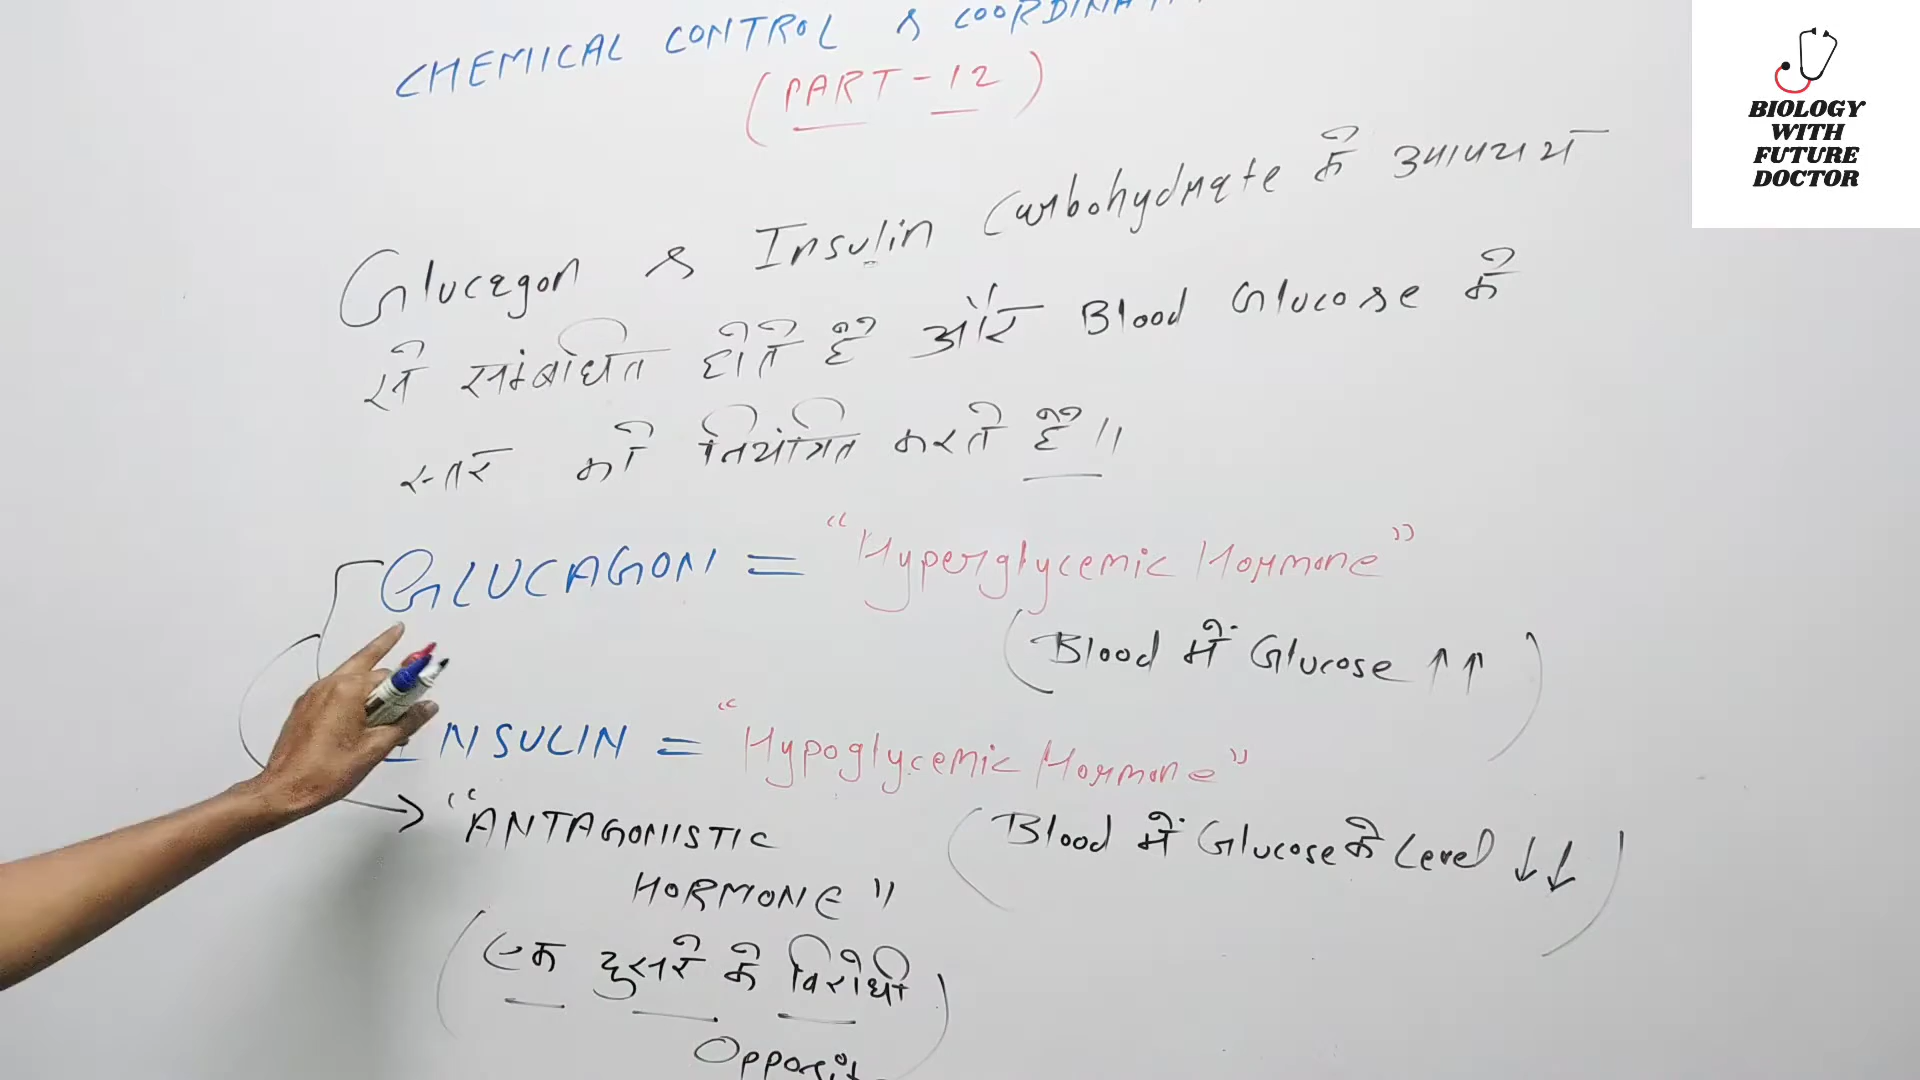 CHEMICAL CONTROL &
(PART-12)
Glucagon & Insulin Carbohydrate के उपापचय
से संबंधित होते हैं और Blood Glucose के
स्तर को नियंत्रित करते हैं॥
GLUCAGON = "Hyperglycemic Hormone"
(Blood में Glucose ↑↑)
INSULIN = "Hypoglycemic Hormone"
(Blood में Glucose के Level ↓↓)
→ "ANTAGONISTIC
HORMONE"
(एक दुसरे के विरोधी)
BIOLOGY
WITH
FUTURE
DOCTOR